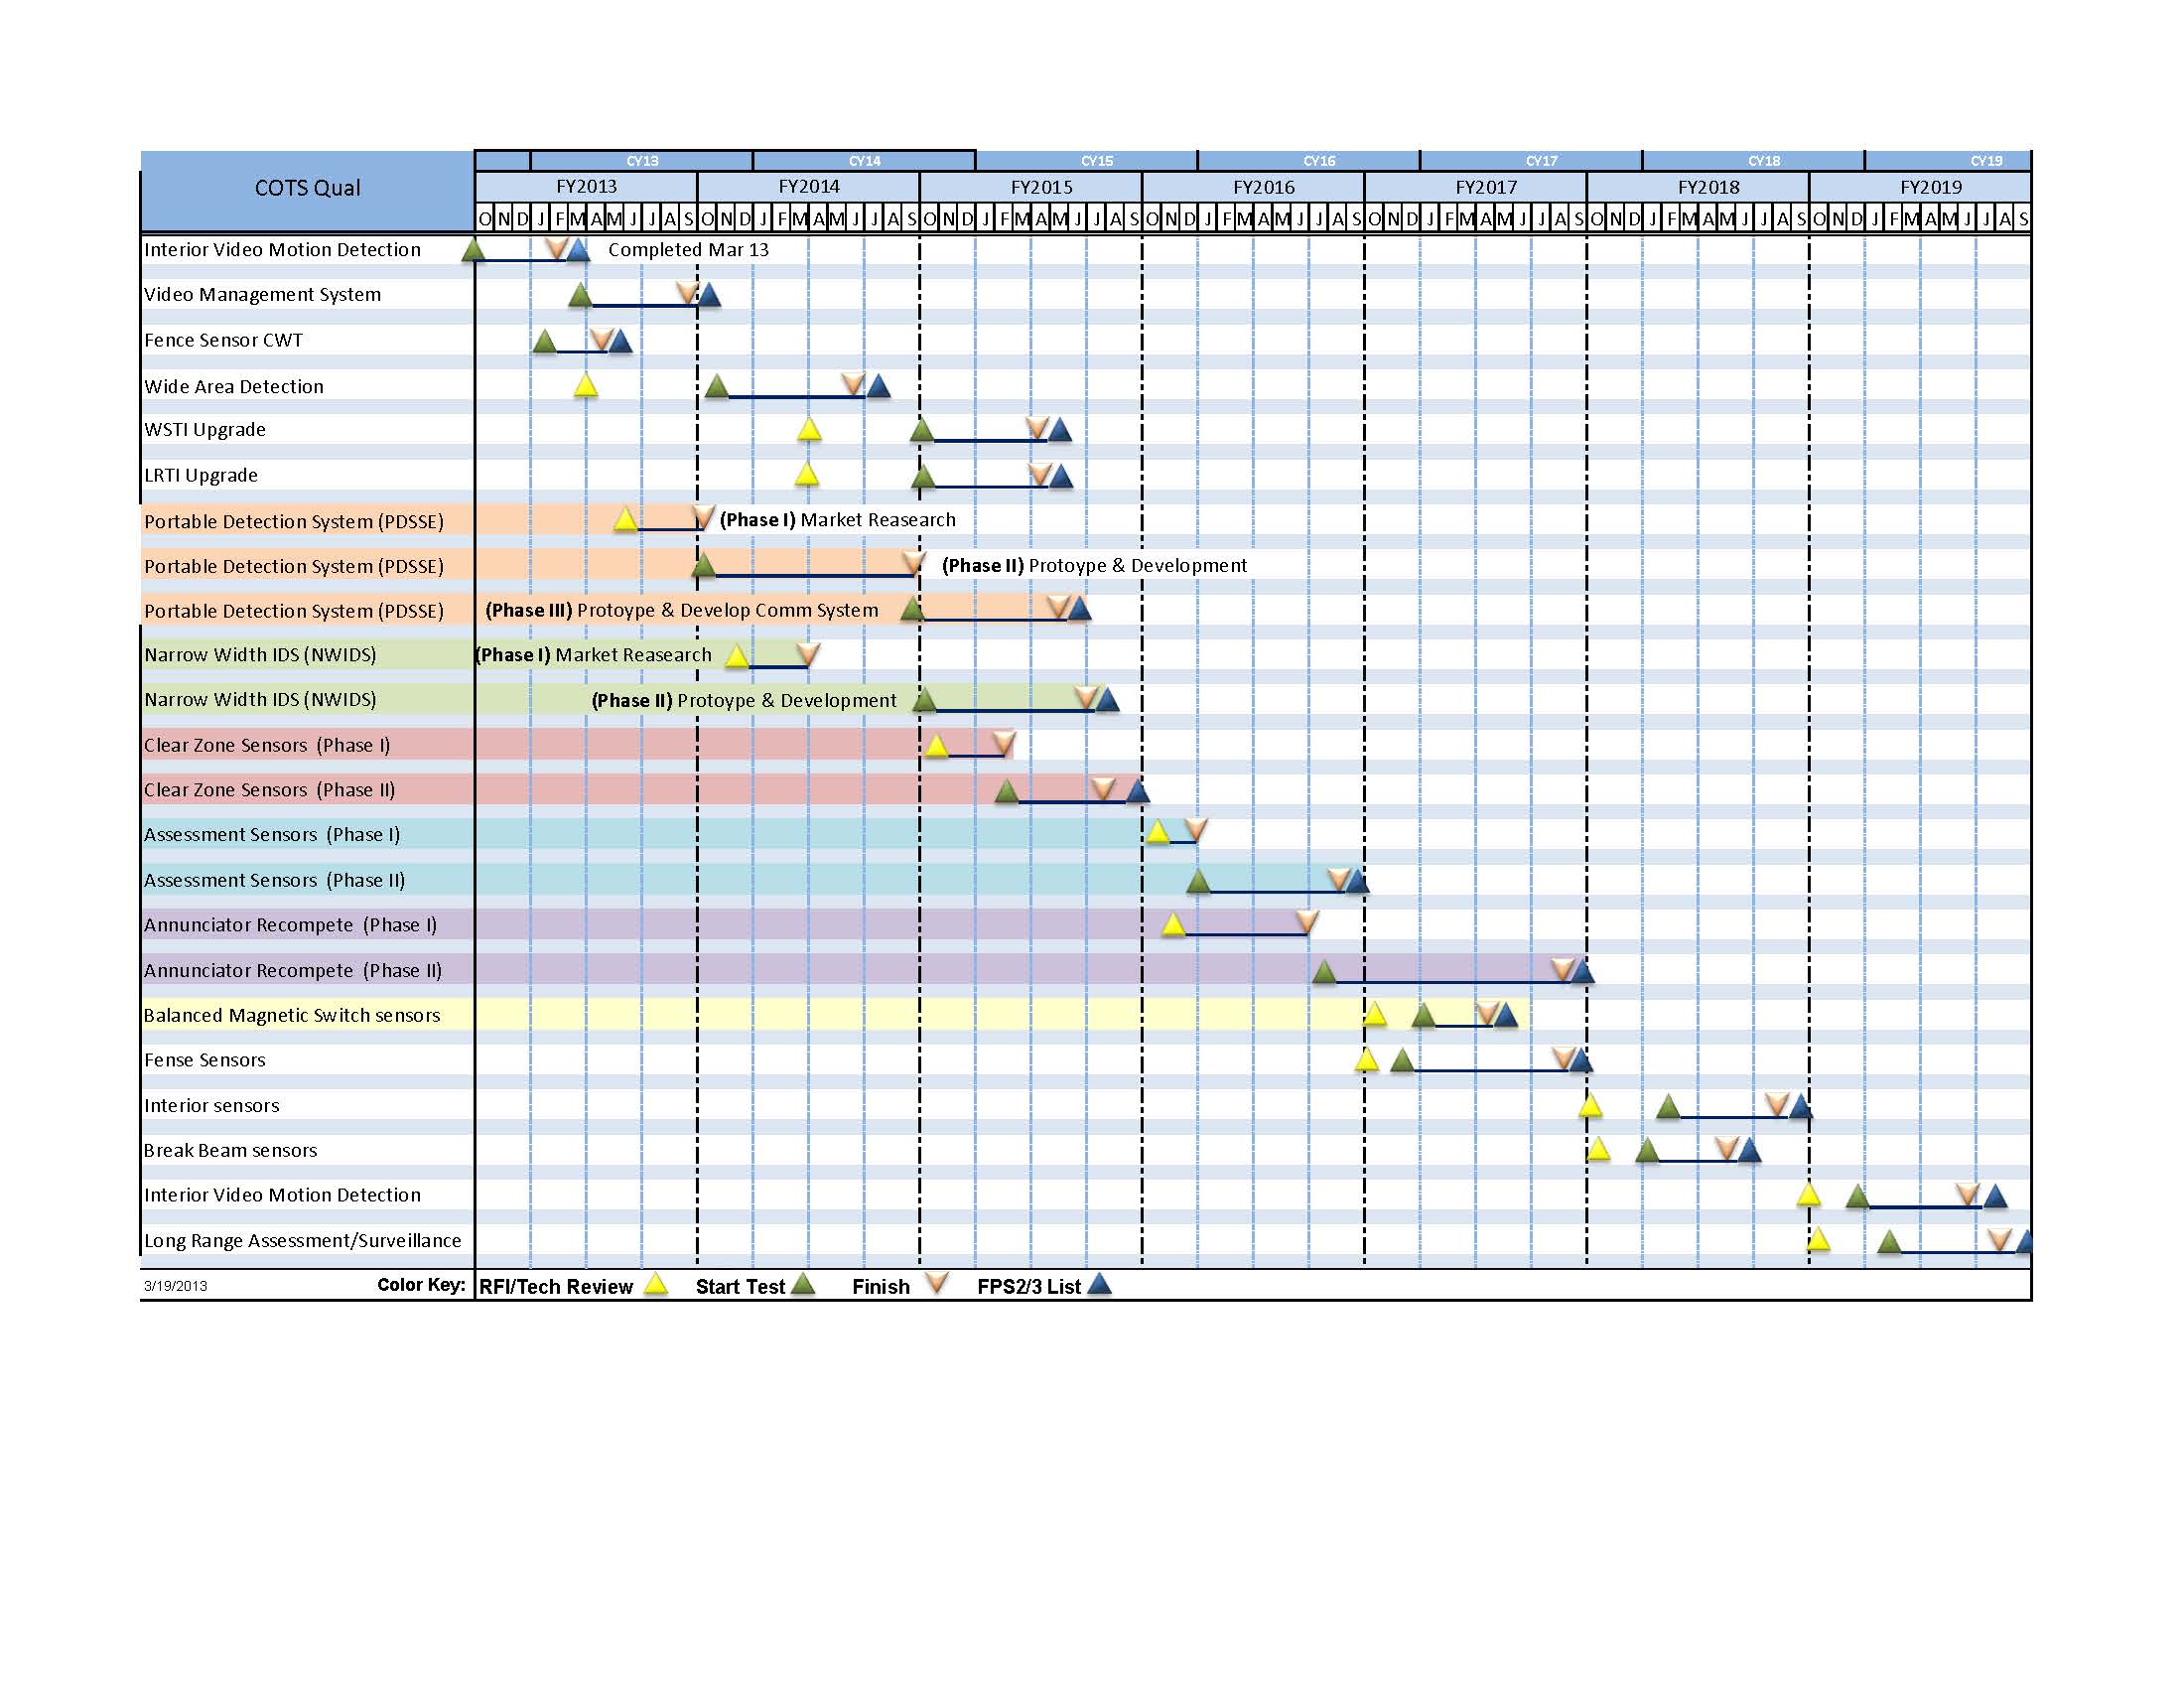 CY13 CY14 CY15 CY16 CY17 CY18 CY19
COTS Qual FY2013 FY2014 FY2015 FY2016 FY2017 FY2018 FY2019
O N D J F M A M J J A S O N D J F M A M J J A S O N D J F M A M J J A S O N D J F M A M J J A S O N D J F M A M J J A S O N D J F M A M J J A S O N D J F M A M J J A S
Interior Video Motion Detection Completed Mar 13
Video Management System
Fence Sensor CWT
Wide Area Detection
WSTI Upgrade
LRTI Upgrade
Portable Detection System (PDSSE) (Phase I) Market Reasearch
Portable Detection System (PDSSE) (Phase II) Protoype & Development
Portable Detection System (PDSSE) (Phase III) Protoype & Develop Comm System
Narrow Width IDS (NWIDS) (Phase I) Market Reasearch
Narrow Width IDS (NWIDS) (Phase II) Protoype & Development
Clear Zone Sensors (Phase I)
Clear Zone Sensors (Phase II)
Assessment Sensors (Phase I)
Assessment Sensors (Phase II)
Annunciator Recompete (Phase I)
Annunciator Recompete (Phase II)
Balanced Magnetic Switch sensors
Fense Sensors
Interior sensors
Break Beam sensors
Interior Video Motion Detection
Long Range Assessment/Surveillance
3/19/2013 Color Key: RFI/Tech Review Start Test Finish FPS2/3 List